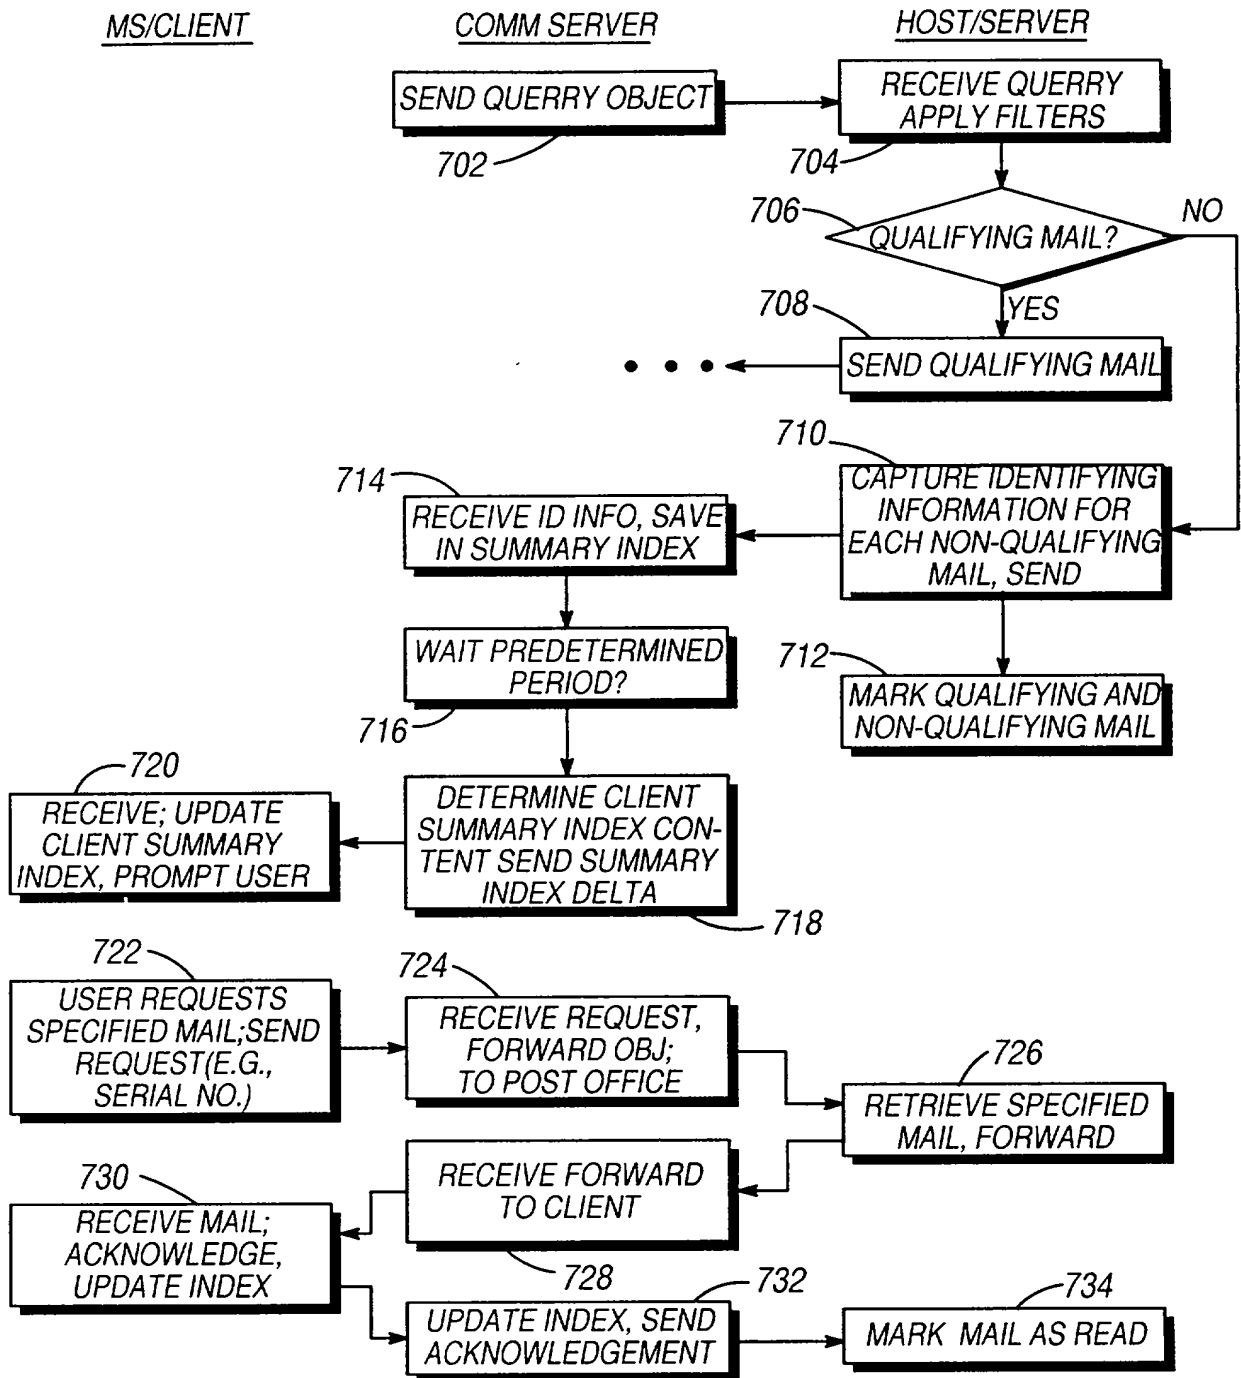 MS/CLIENT
COMM SERVER
HOST/SERVER
SEND QUERRY OBJECT
702
RECEIVE QUERRY
APPLY FILTERS
704
706
QUALIFYING MAIL?
NO
YES
708
SEND QUALIFYING MAIL
710
CAPTURE IDENTIFYING
INFORMATION FOR
EACH NON-QUALIFYING
MAIL, SEND
714
RECEIVE ID INFO, SAVE
IN SUMMARY INDEX
WAIT PREDETERMINED
PERIOD?
716
712
MARK QUALIFYING AND
NON-QUALIFYING MAIL
720
RECEIVE; UPDATE
CLIENT SUMMARY
INDEX, PROMPT USER
DETERMINE CLIENT
SUMMARY INDEX CON-
TENT SEND SUMMARY
INDEX DELTA
718
722
USER REQUESTS
SPECIFIED MAIL;SEND
REQUEST(E.G.,
SERIAL NO.)
724
RECEIVE REQUEST,
FORWARD OBJ;
TO POST OFFICE
726
RETRIEVE SPECIFIED
MAIL, FORWARD
RECEIVE FORWARD
TO CLIENT
728
730
RECEIVE MAIL;
ACKNOWLEDGE,
UPDATE INDEX
732
UPDATE INDEX, SEND
ACKNOWLEDGEMENT
734
MARK MAIL AS READ